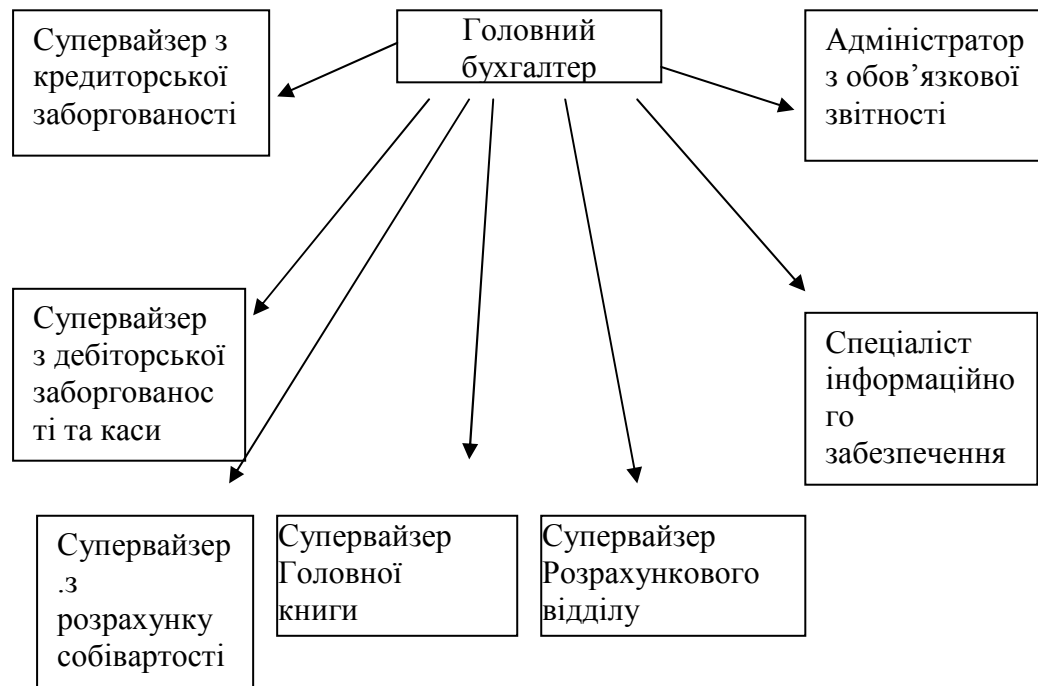 Супервайзер з
кредиторської
заборгованості
Головний
бухгалтер
Адміністратор
з обов’язкової
звітності
Супервайзер
з дебіторської
заборгованос
ті та каси
Спеціаліст
інформаційно
го
забезпечення
Супервайзер
.з
розрахунку
собівартості
Супервайзер
Головної
книги
Супервайзер
Розрахункового
відділу